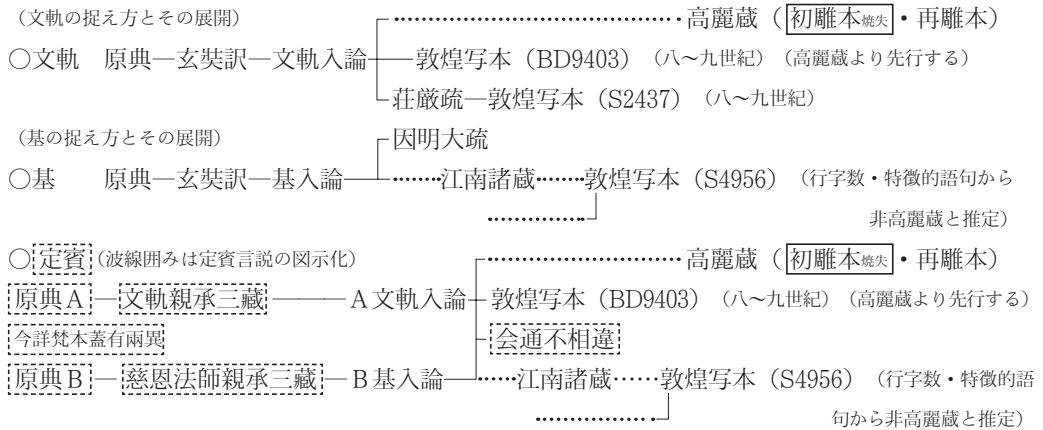 （文軌の捉え方とその展開）
高麗蔵（初雕本焼失・再雕本）
○文軌　原典―玄奘訳―文軌入論
敦煌写本（BD9403）（八〜九世紀）（高麗蔵より先行する）
荘厳疏―敦煌写本（S2437）（八〜九世紀）
（基の捉え方とその展開）
因明大疏
○基　原典―玄奘訳―基入論
江南諸蔵……敦煌写本（S4956）（行字数・特徴的語句から
非高麗蔵と推定）
○定賓（波線囲みは定賓言説の図示化）
高麗蔵（初雕本焼失・再雕本）
原典A―文軌親承三藏―――A文軌入論
敦煌写本（BD9403）（八〜九世紀）（高麗蔵より先行する）
今詳梵本蓋有兩異
会通不相違
原典B―慈恩法師親承三藏―B基入論
江南諸蔵……敦煌写本（S4956）（行字数・特徴的語
句から非高麗蔵と推定）